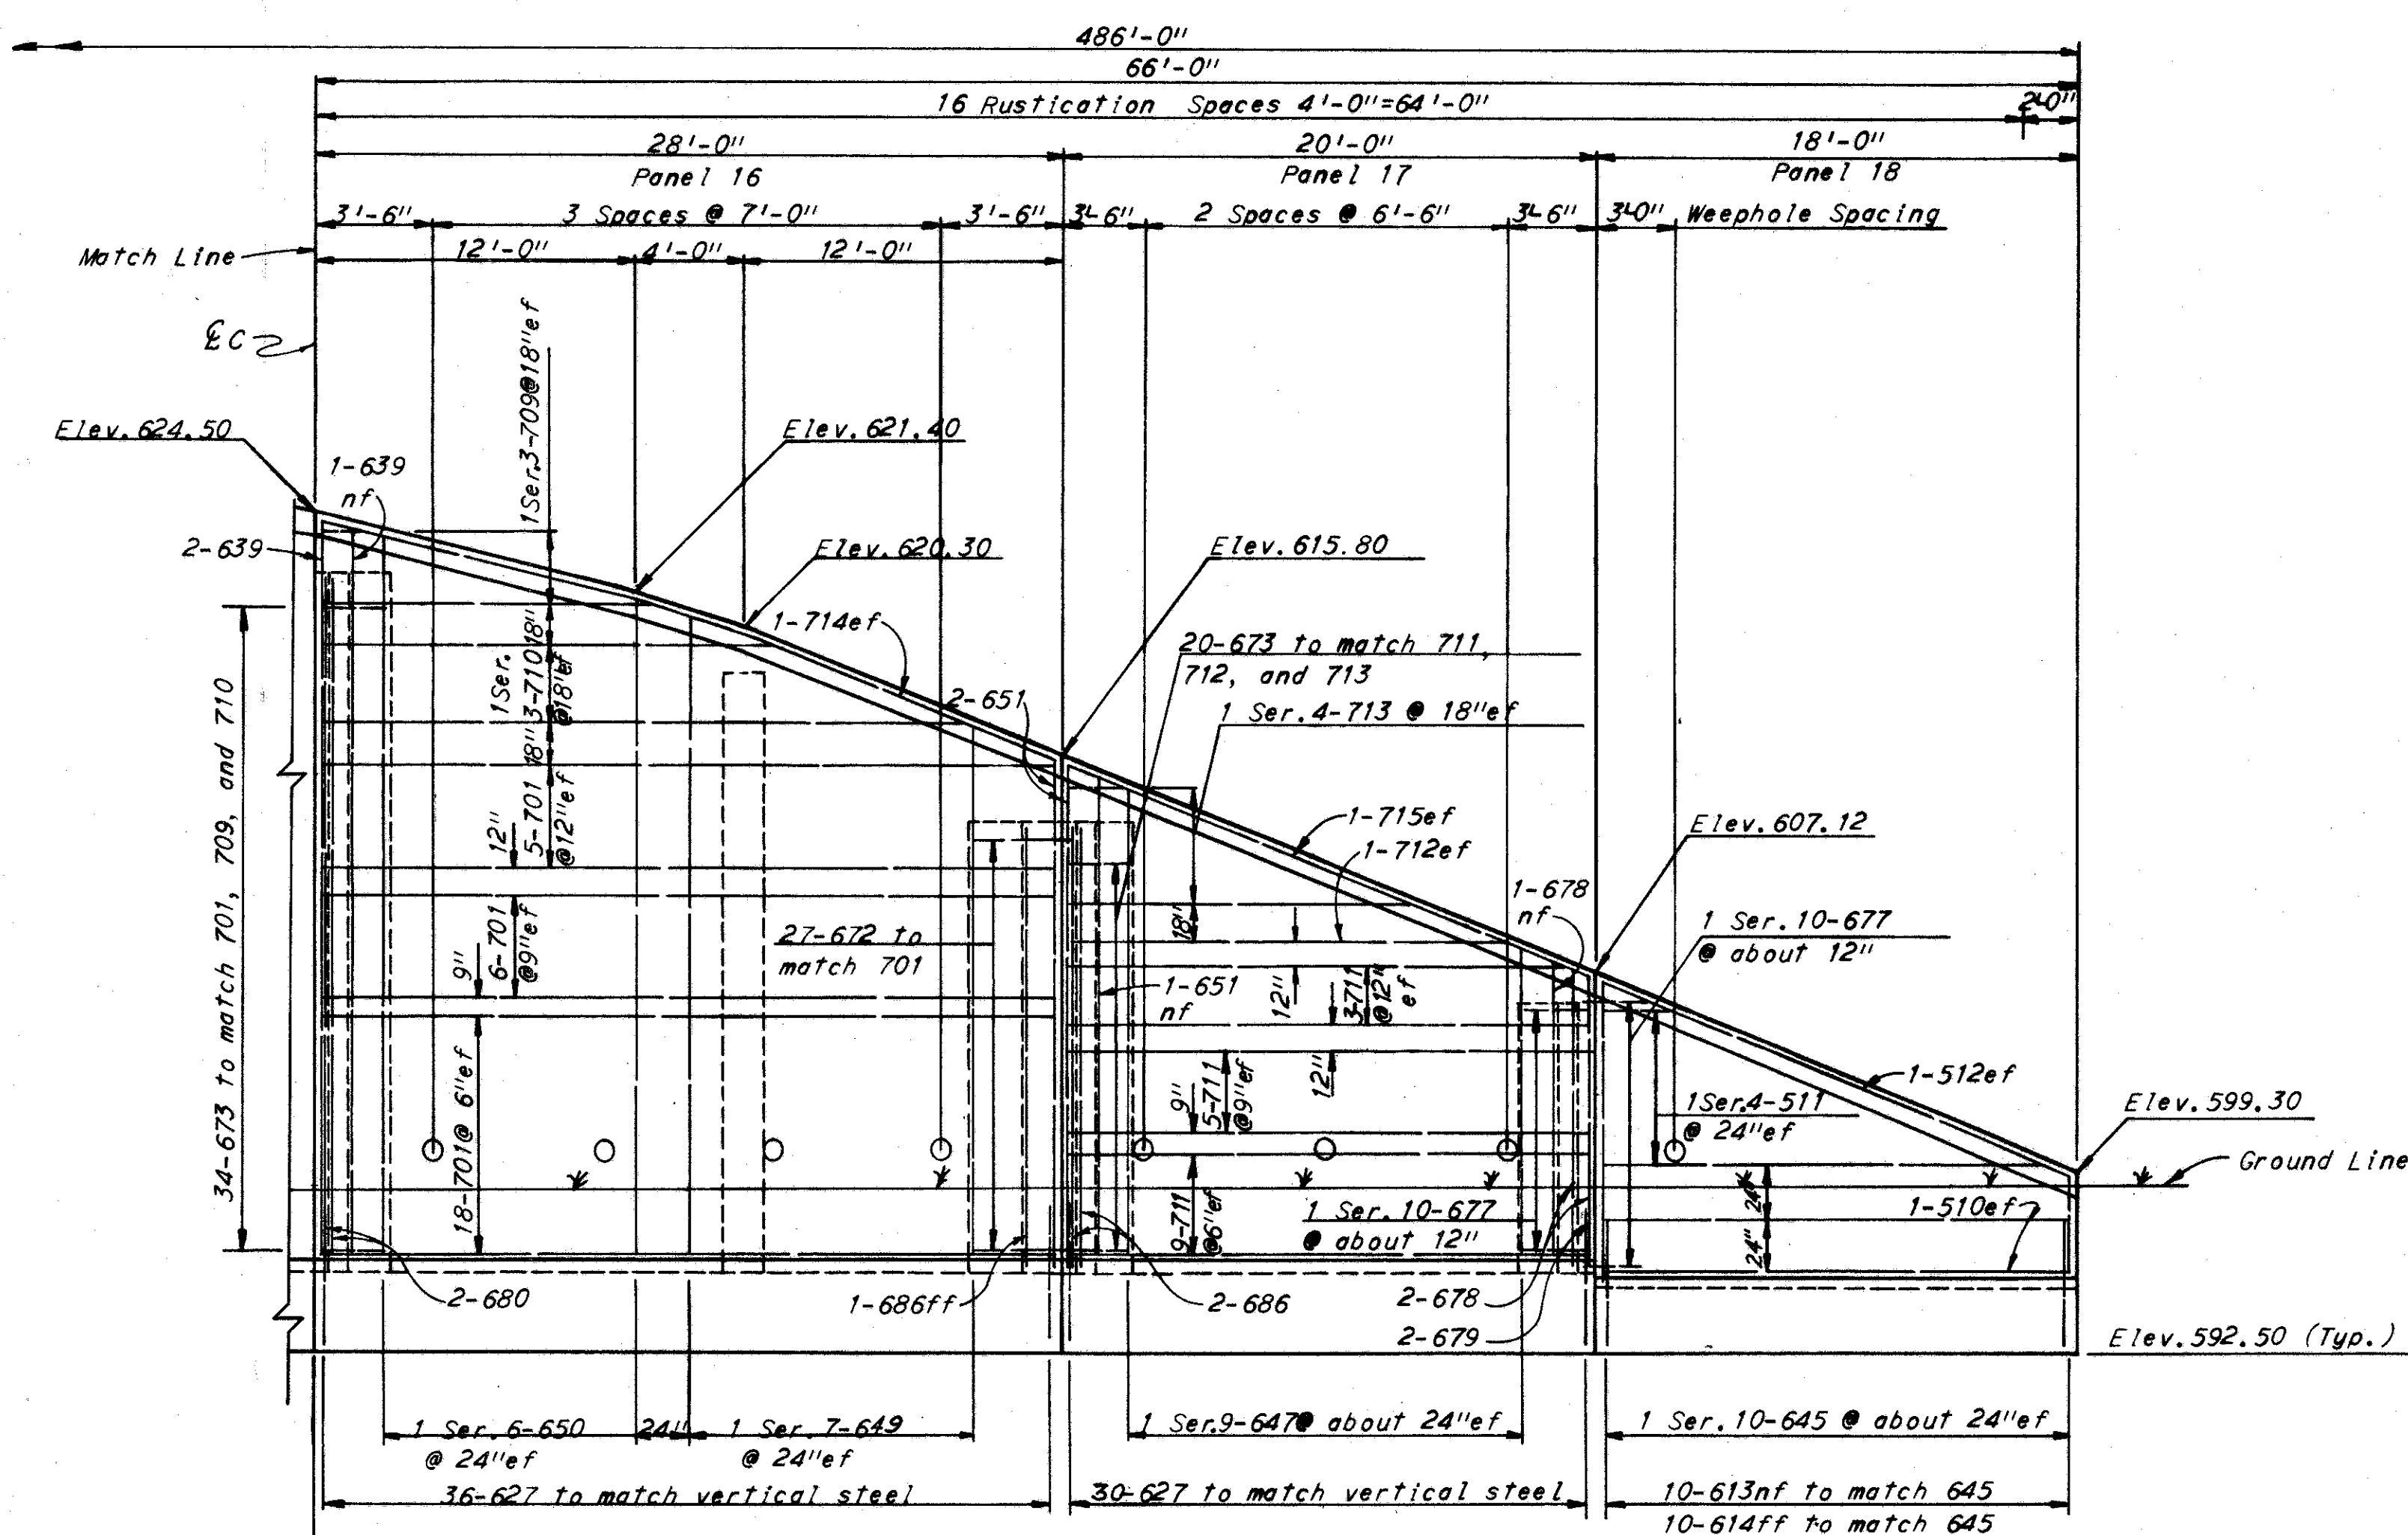 486'-0"
66'-0"
16 Rustication Spaces 4'-0"=64'-0"
2'-0"
28'-0"
20'-0"
18'-0"
Panel 16
Panel 17
Panel 18
3'-6"
3 Spaces @ 7'-0"
3'-6"
3'-6"
2 Spaces @ 6'-6"
3'-6"
3'-0"
Weephole Spacing
Match Line
12'-0"
4'-0"
12'-0"
℄ C
1Ser.3-709@18"ef
Elev. 624.50
Elev. 621.40
1-639
nf
2-639
Elev. 620.30
Elev. 615.80
1-714ef
20-673 to match 711,
712, and 713
2-651
1 Ser. 4-713 @ 18"ef
18"
1Ser.
3-710
@18"ef
18"
5-701
@12"ef
34-673 to match 701, 709, and 710
12"
1-715ef
1-712ef
Elev. 607.12
1-678
nf
1 Ser. 10-677
@ about 12"
6-701
@9"ef
9"
27-672 to
match 701
18"
1-651
nf
12"
3-711
@12"
ef
12"
9"
5-711
@9"ef
1-512ef
1Ser.4-511
@ 24"ef
Elev. 599.30
Ground Line
18-701@ 6"ef
9-711
@6"ef
1 Ser. 10-677
@ about 12"
24"
24"
1-510ef
2-680
1-686ff
2-686
2-678
2-679
Elev. 592.50 (Typ.)
1 Ser. 6-650
@ 24"ef
24"
1 Ser. 7-649
@ 24"ef
1 Ser.9-647@ about 24"ef
1 Ser. 10-645 @ about 24"ef
36-627 to match vertical steel
30-627 to match vertical steel
10-613nf to match 645
10-614ff to match 645